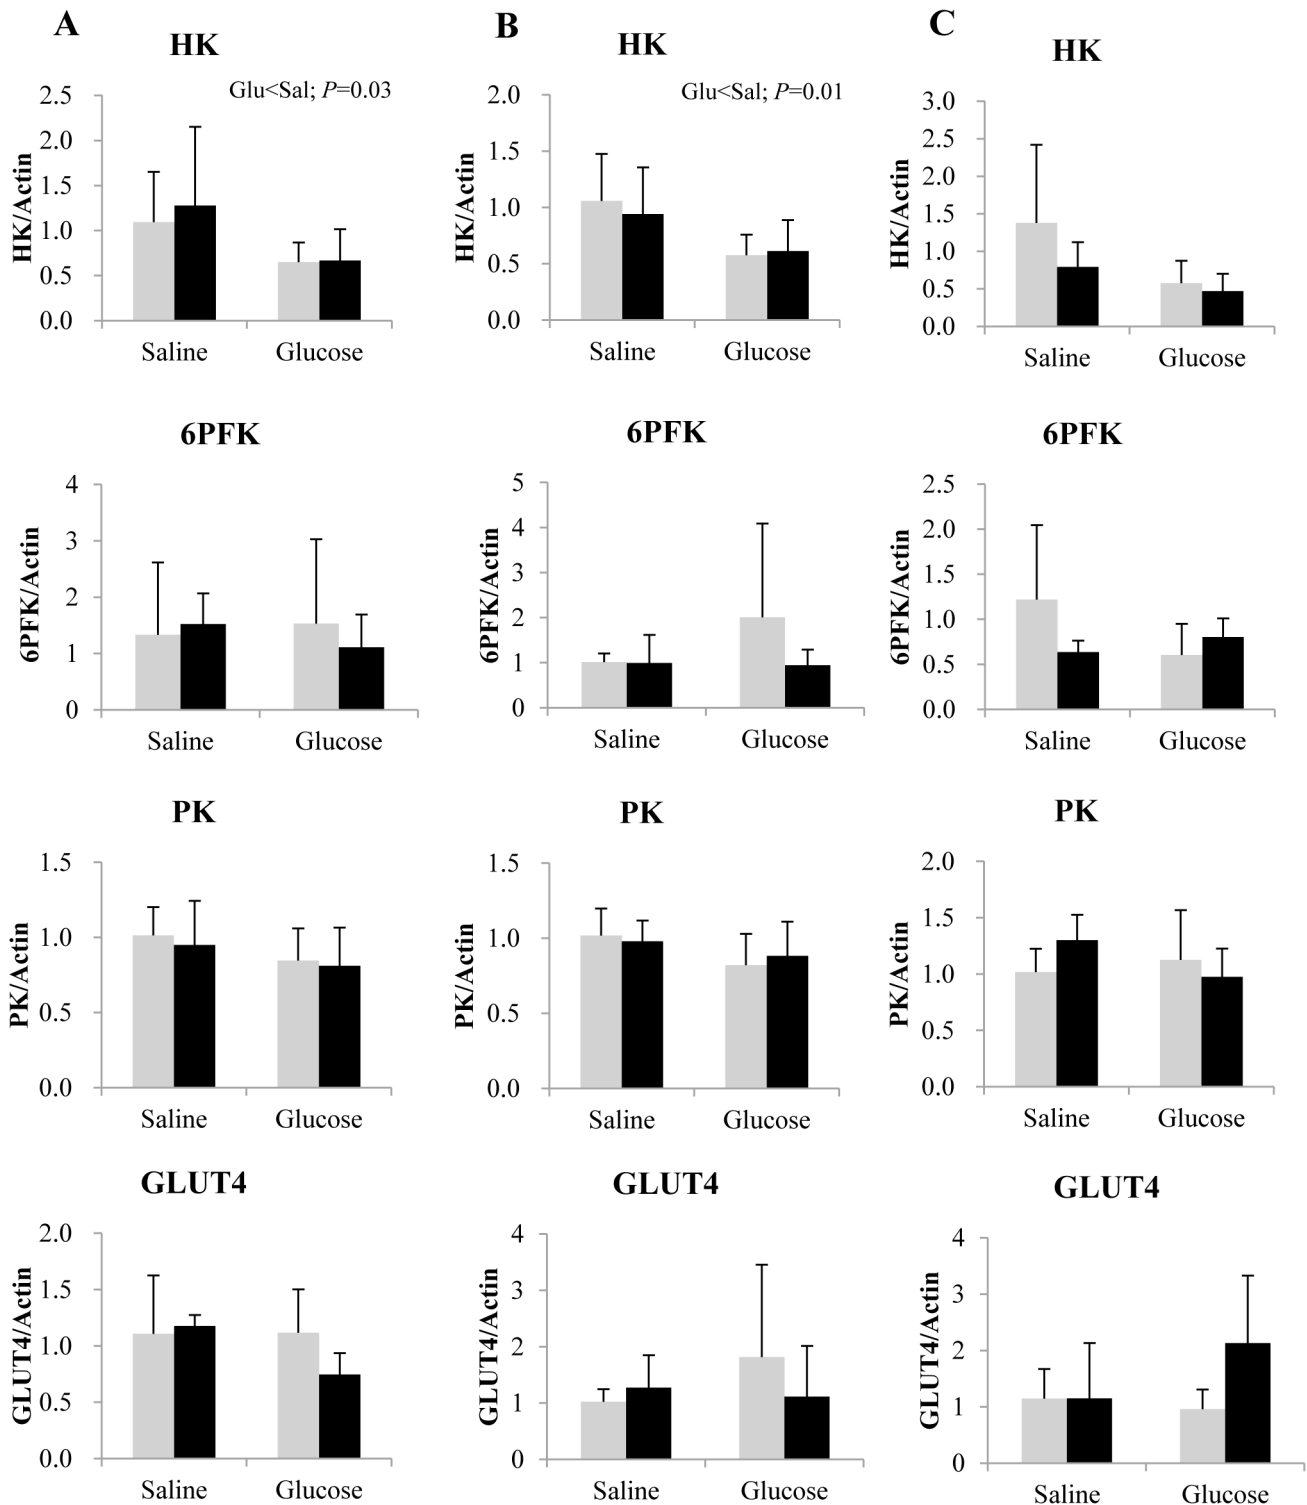 A
B
C
HK
HK
HK
Glu<Sal; P=0.03
Glu<Sal; P=0.01
HK/Actin
2.5
2.0
1.5
1.0
0.5
0.0
Saline Glucose
HK/Actin
2.0
1.5
1.0
0.5
0.0
Saline Glucose
HK/Actin
3.0
2.5
2.0
1.5
1.0
0.5
0.0
Saline Glucose
6PFK
6PFK/Actin
4
3
2
1
0
Saline Glucose
6PFK
6PFK/Actin
5
4
3
2
1
0
Saline Glucose
6PFK
6PFK/Actin
2.5
2.0
1.5
1.0
0.5
0.0
Saline Glucose
PK
PK/Actin
1.5
1.0
0.5
0.0
Saline Glucose
PK
PK/Actin
1.5
1.0
0.5
0.0
Saline Glucose
PK
PK/Actin
2.0
1.5
1.0
0.5
0.0
Saline Glucose
GLUT4
GLUT4/Actin
2.0
1.5
1.0
0.5
0.0
Saline Glucose
GLUT4
GLUT4/Actin
4
3
2
1
0
Saline Glucose
GLUT4
GLUT4/Actin
4
3
2
1
0
Saline Glucose